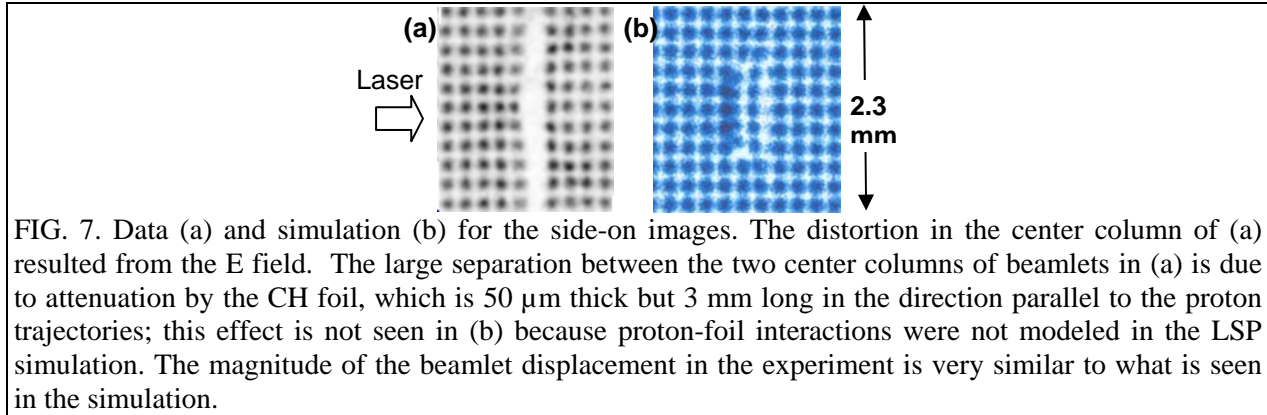 (a)
(b)
Laser
2.3
mm
FIG. 7. Data (a) and simulation (b) for the side-on images. The distortion in the center column of (a)
resulted from the E field. The large separation between the two center columns of beamlets in (a) is due
to attenuation by the CH foil, which is 50 µm thick but 3 mm long in the direction parallel to the proton
trajectories; this effect is not seen in (b) because proton-foil interactions were not modeled in the LSP
simulation. The magnitude of the beamlet displacement in the experiment is very similar to what is seen
in the simulation.